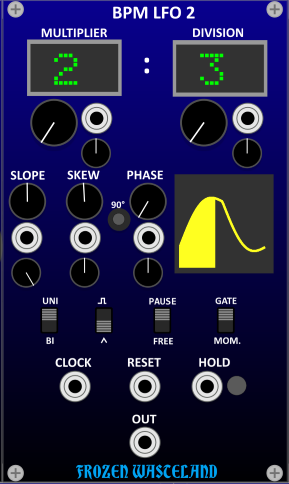 BPM LFO 2
MULTIPLIER DIVISION
2 : 3
SLOPE SKEW PHASE
90°
UNI PAUSE GATE
BI FREE MOM.
CLOCK RESET HOLD
OUT
FROZEN WASTELAND